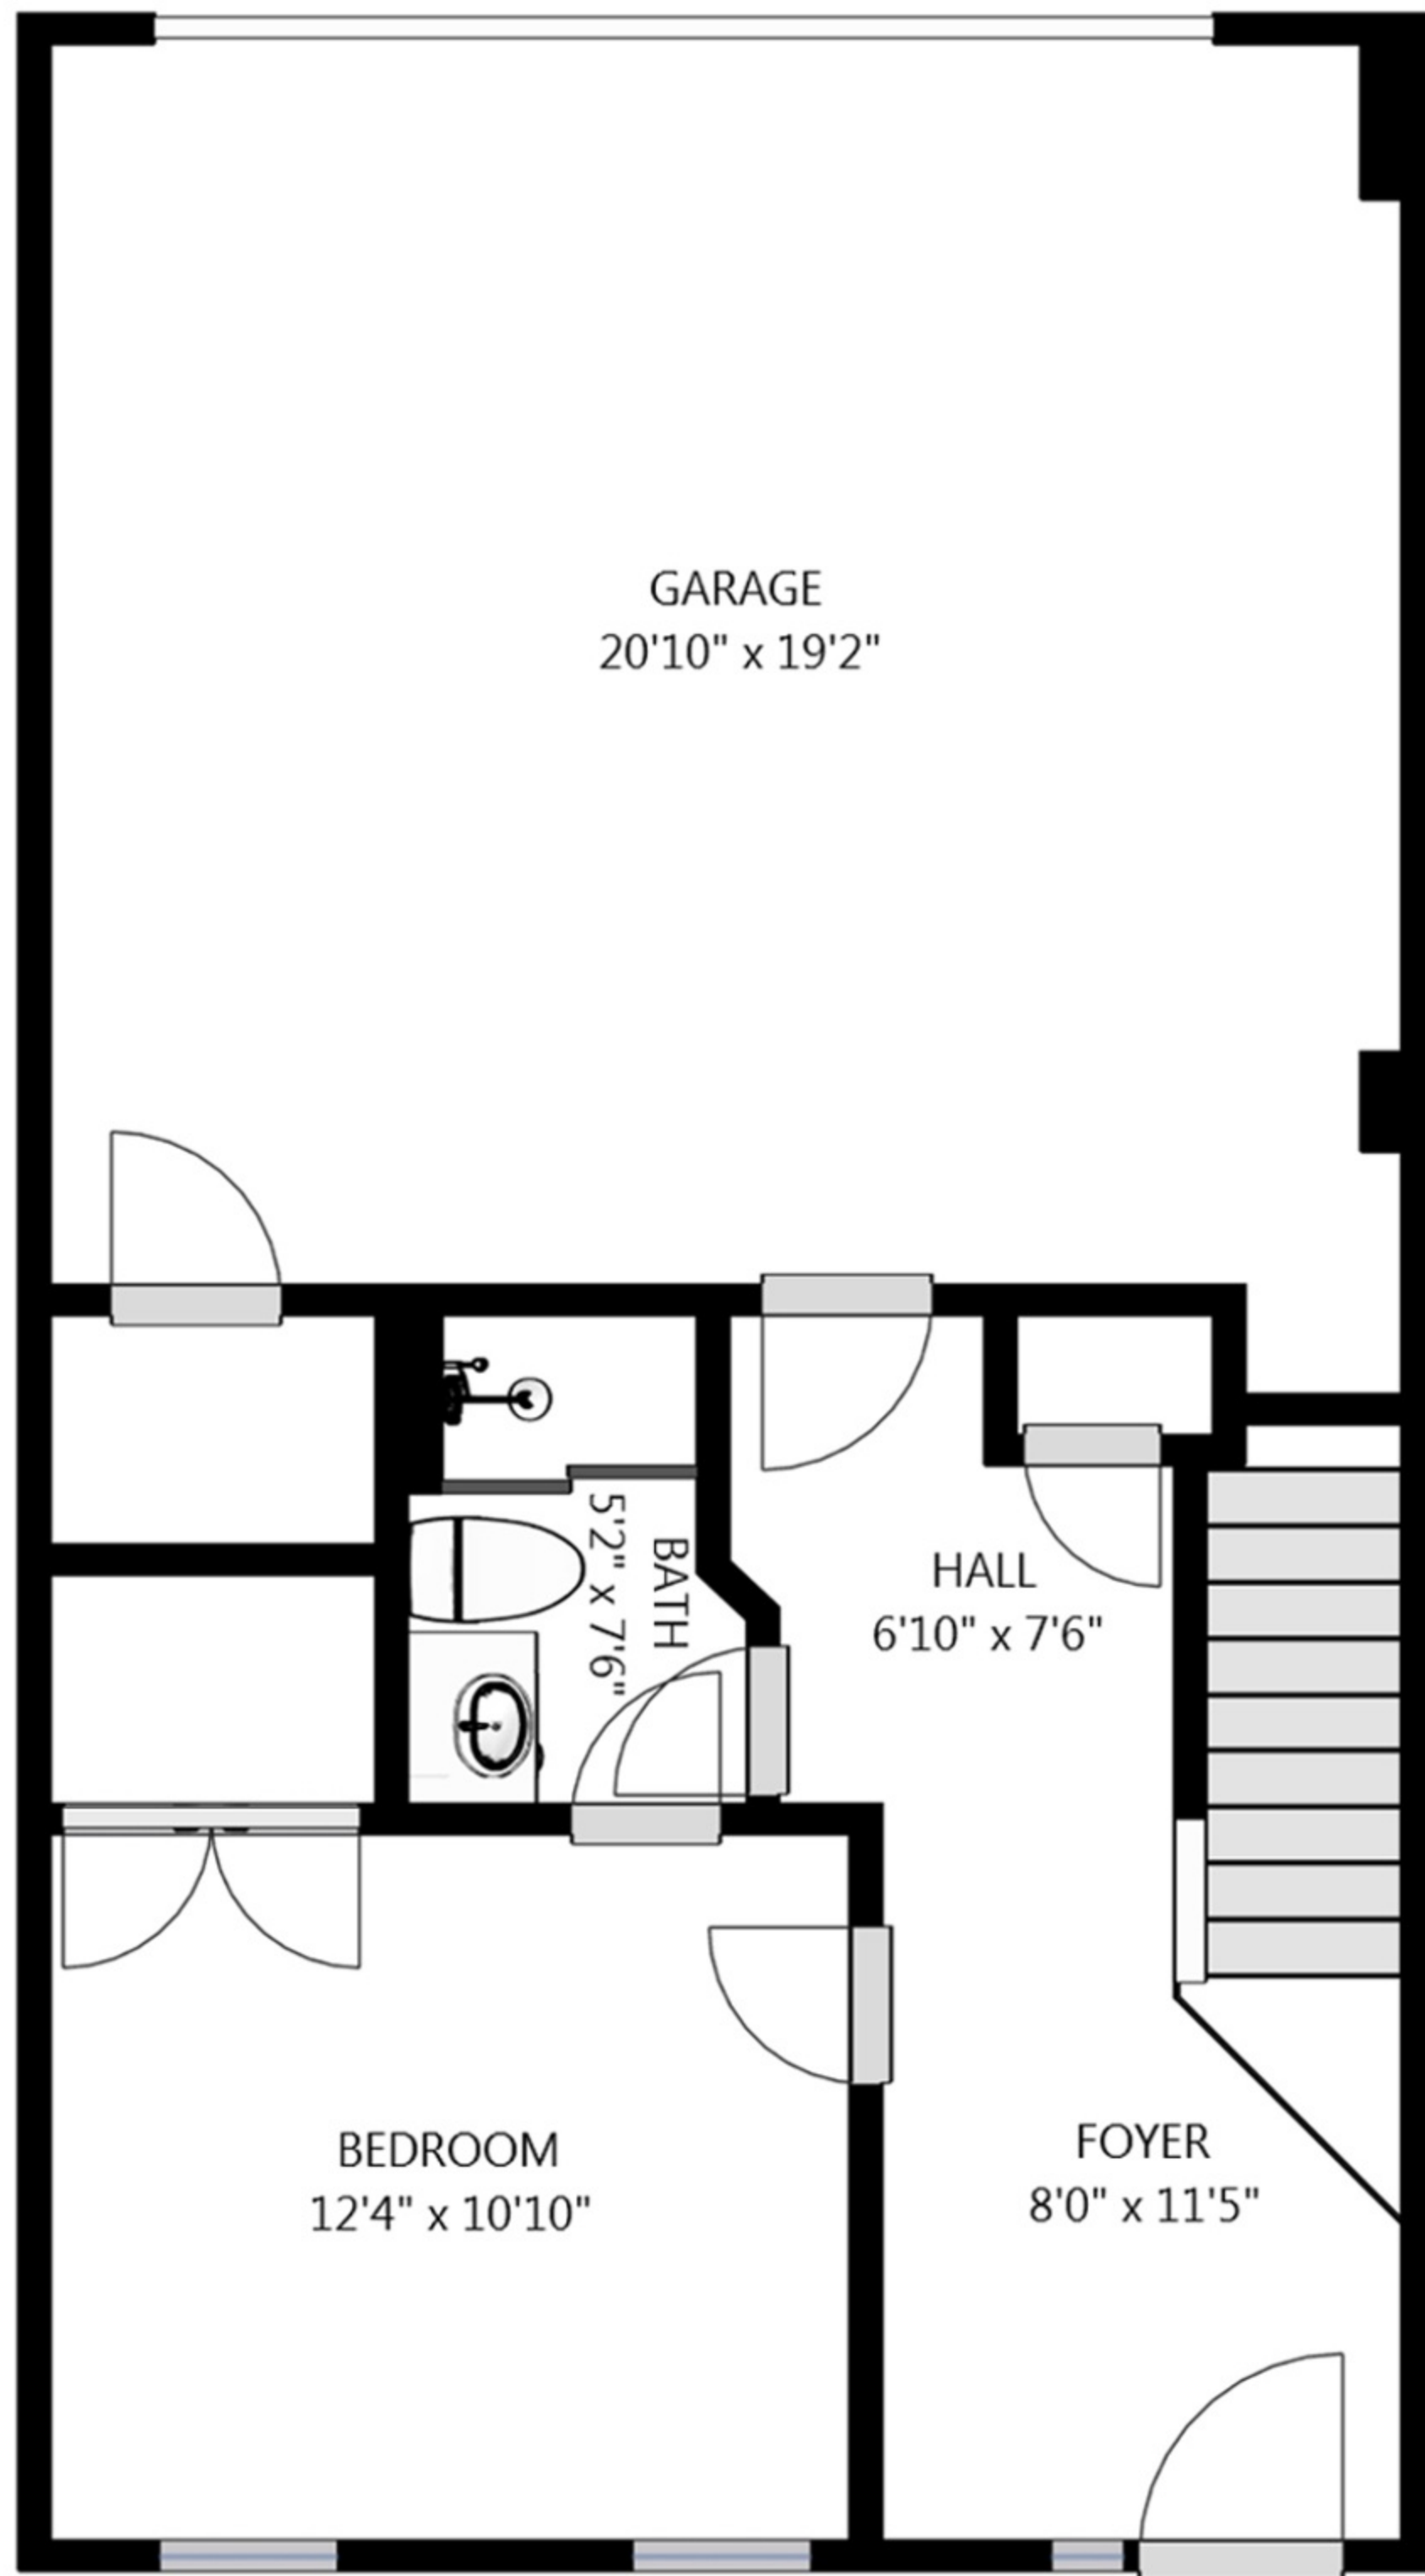 GARAGE
20'10" x 19'2"
BATH
5'2" x 7'6"
HALL
6'10" x 7'6"
BEDROOM
12'4" x 10'10"
FOYER
8'0" x 11'5"